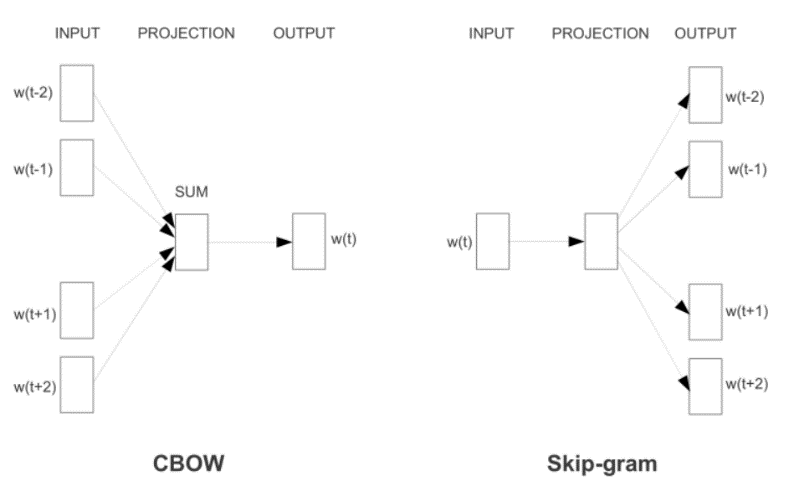 INPUT PROJECTION OUTPUT
w(t-2)
w(t-1)
SUM
w(t)
w(t+1)
w(t+2)
CBOW
INPUT PROJECTION OUTPUT
w(t-2)
w(t-1)
w(t)
w(t+1)
w(t+2)
Skip-gram